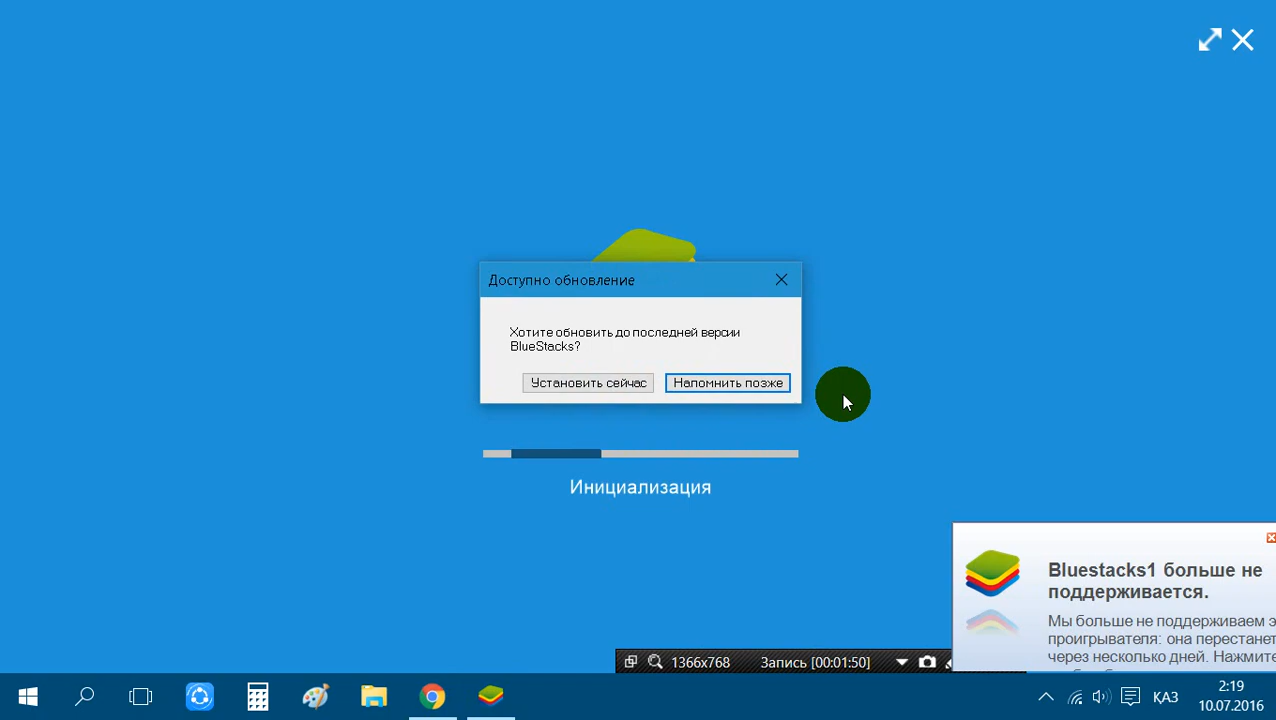 Доступно обновление
Хотите обновить до последней версии
BlueStacks?
Установить сейчас
Напомнить позже
Инициализация
Bluestacks1 больше не
поддерживается.
Мы больше не поддерживаем
проигрывателя: она перестанет
через несколько дней. Нажмите
1366x768
Запись [00:01:50]
ҚАЗ
2:19
10.07.2016